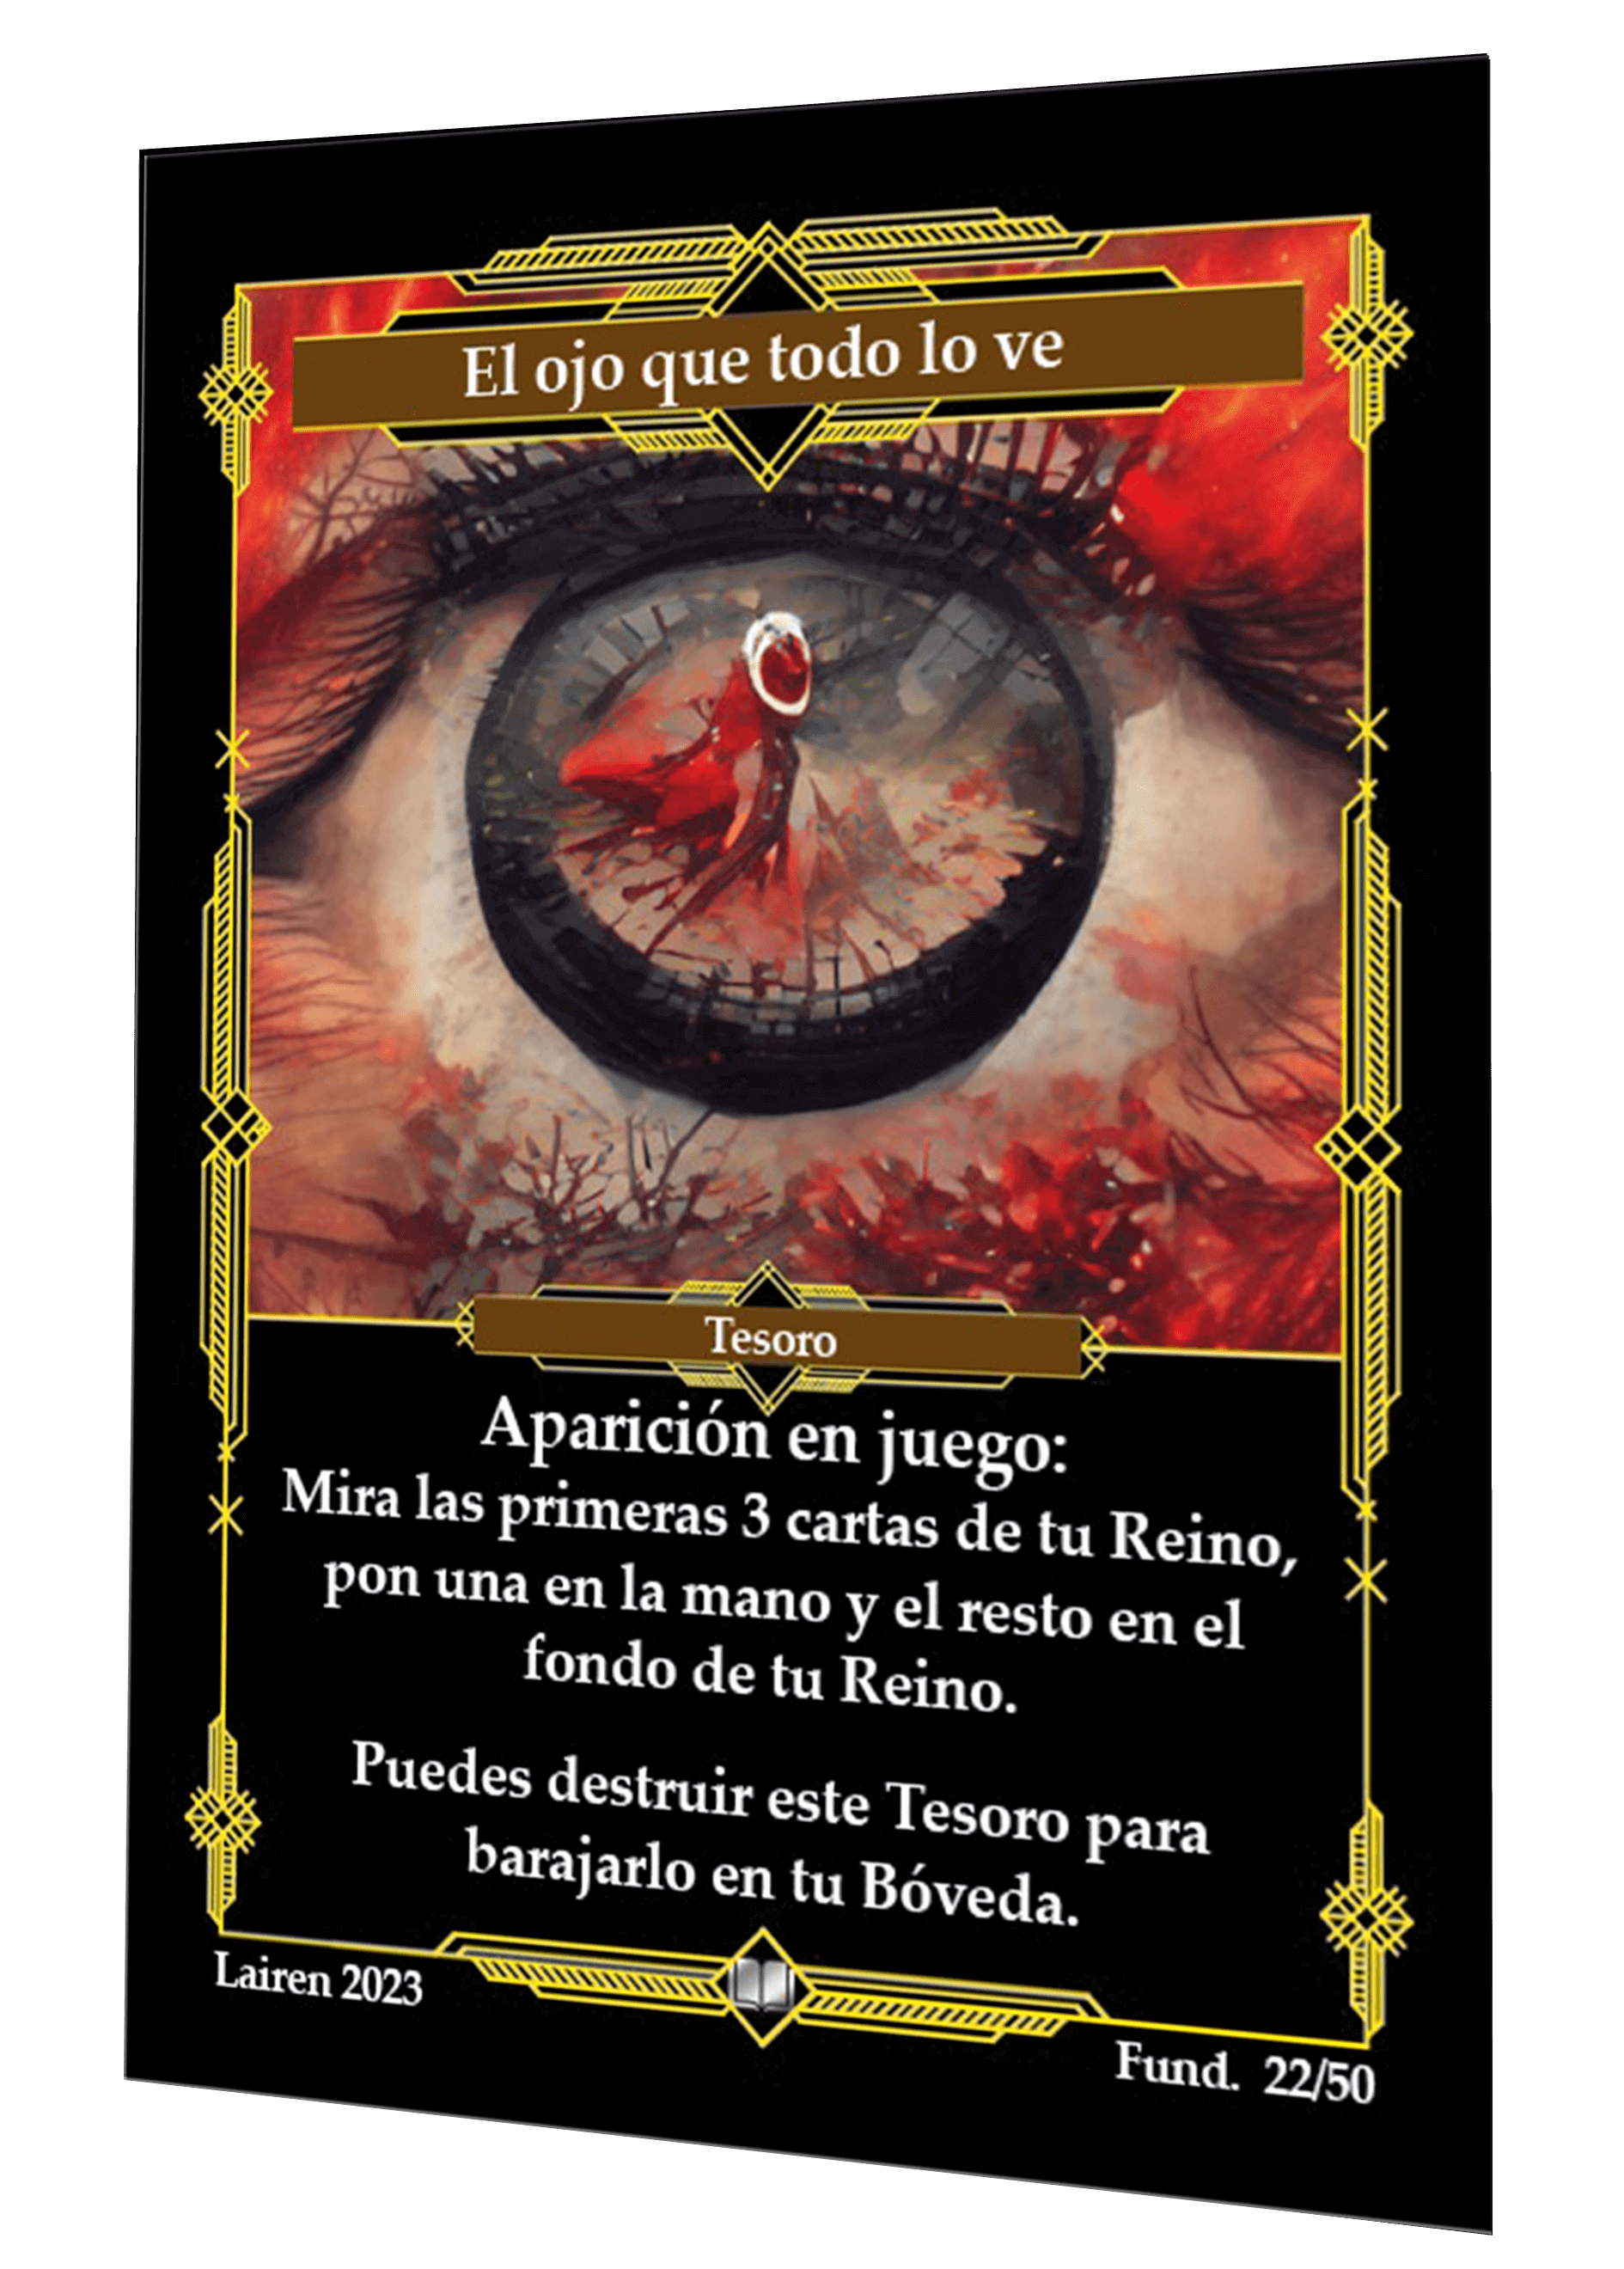 El ojo que todo lo ve
Tesoro
Aparición en juego:
Mira las primeras 3 cartas de tu Reino,
pon una en la mano y el resto en el
fondo de tu Reino.
Puedes destruir este Tesoro para
barajarlo en tu Bóveda.
Lairen 2023
Fund. 22/50